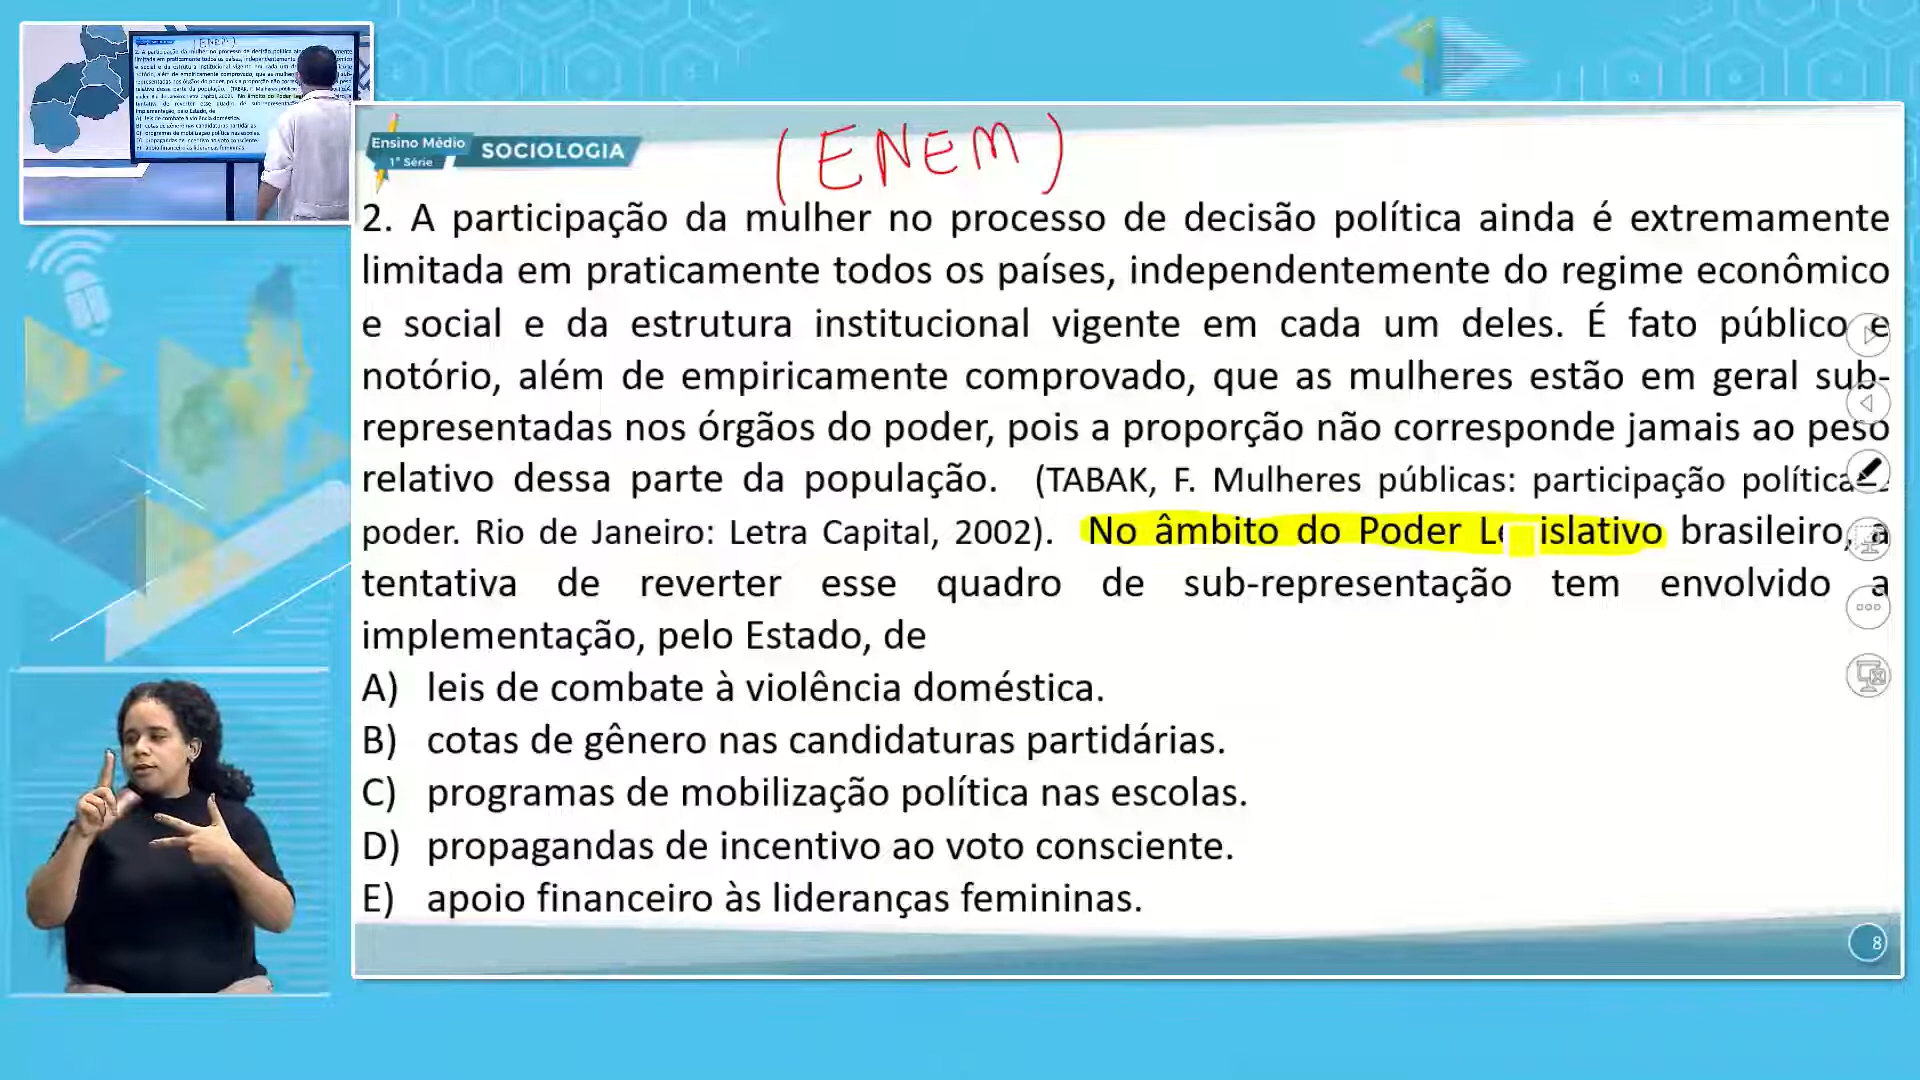 (ENEM)
Ensino Médio
1ª Série
SOCIOLOGIA
2. A participação da mulher no processo de decisão política ainda é extremamente
limitada em praticamente todos os países, independentemente do regime econômico
e social e da estrutura institucional vigente em cada um deles. É fato público e
notório, além de empiricamente comprovado, que as mulheres estão em geral sub-
representadas nos órgãos do poder, pois a proporção não corresponde jamais ao peso
relativo dessa parte da população. (TABAK, F. Mulheres públicas: participação política
poder. Rio de Janeiro: Letra Capital, 2002). No âmbito do Poder Legislativo brasileiro, a
tentativa de reverter esse quadro de sub-representação tem envolvido a
implementação, pelo Estado, de
A) leis de combate à violência doméstica.
B) cotas de gênero nas candidaturas partidárias.
C) programas de mobilização política nas escolas.
D) propagandas de incentivo ao voto consciente.
E) apoio financeiro às lideranças femininas.
8